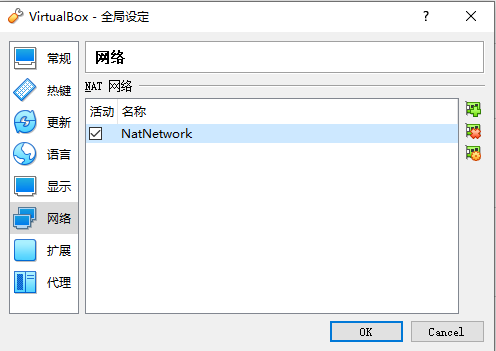 VirtualBox - 全局设定
常规
热键
更新
语言
显示
网络
扩展
代理
网络
NAT 网络
活动 名称
NatNetwork
OK Cancel